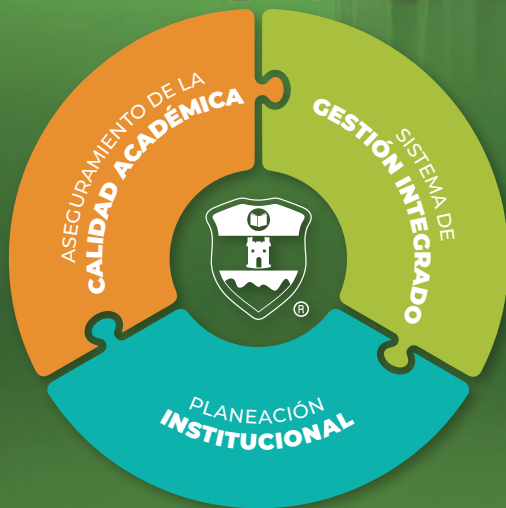 ASEGURAMIENTO DE LA
CALIDAD ACADÉMICA
SISTEMA DE
GESTIÓN INTEGRADO
®
PLANEACIÓN
INSTITUCIONAL